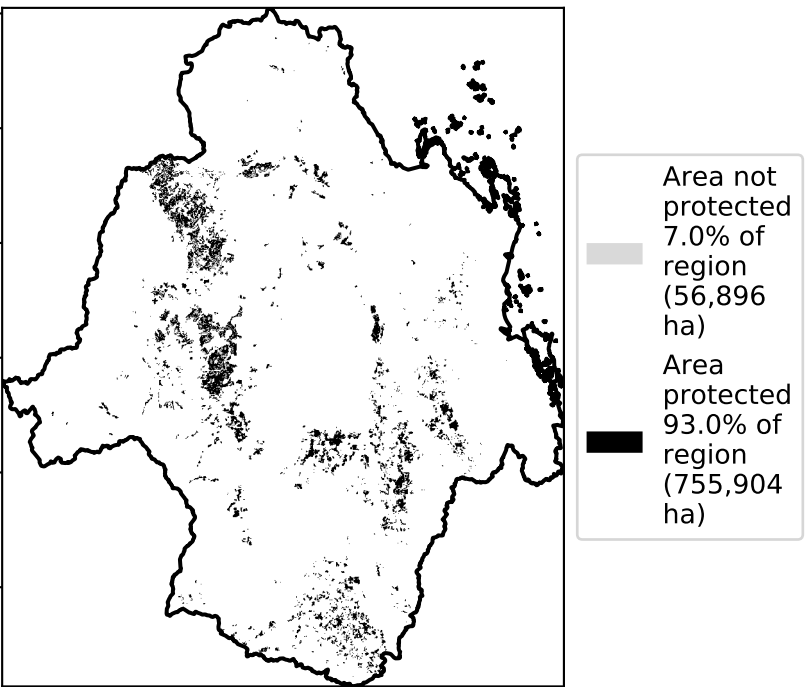 Area not
protected
7.0% of
region
(56,896
ha)
Area
protected
93.0% of
region
(755,904
ha)